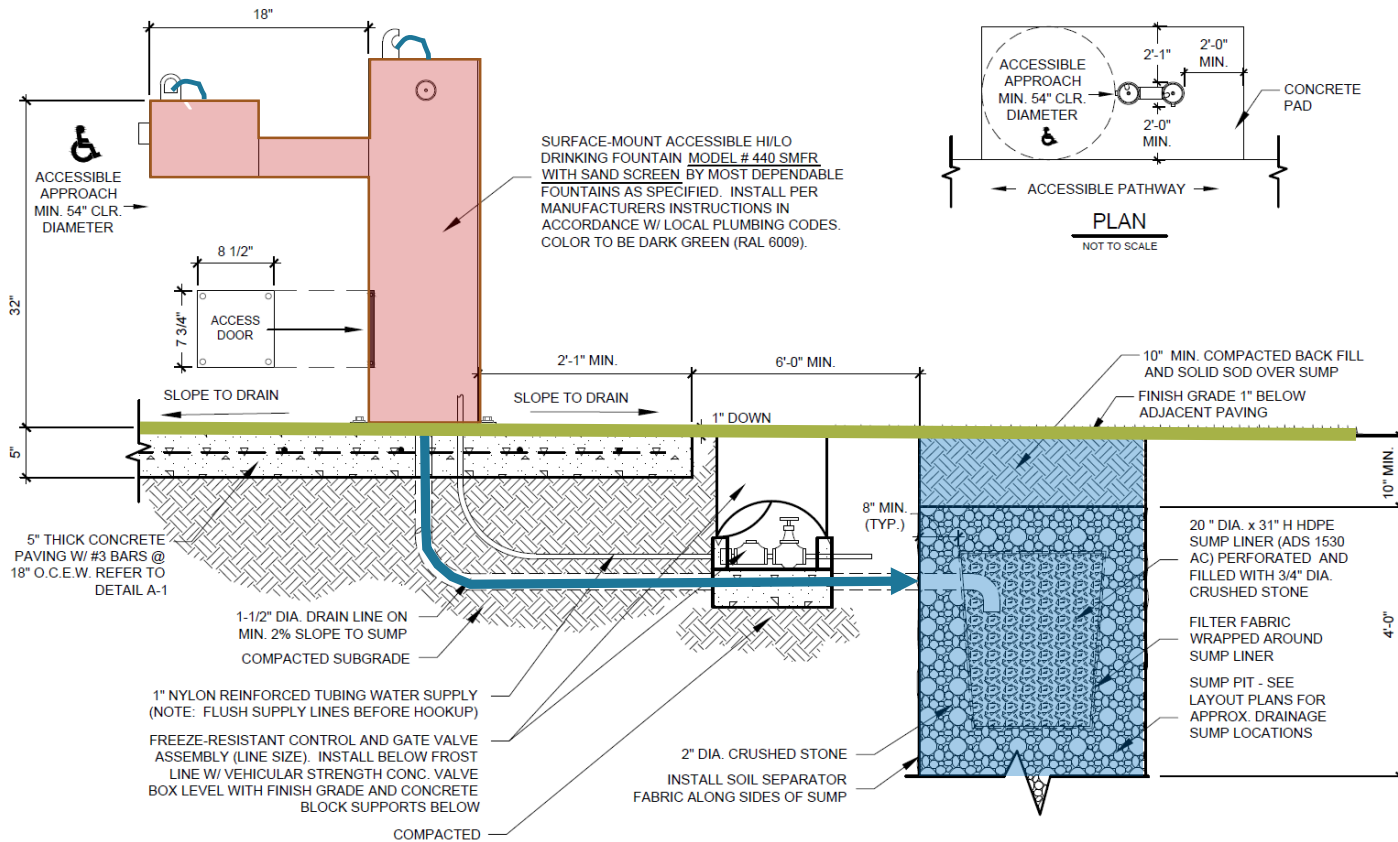 18"
ACCESSIBLE
APPROACH
MIN. 54" CLR.
DIAMETER
32"
5"
8 1/2"
7 3/4"
ACCESS
DOOR
SURFACE-MOUNT ACCESSIBLE HI/LO
DRINKING FOUNTAIN MODEL # 440 SMFR
WITH SAND SCREEN BY MOST DEPENDABLE
FOUNTAINS AS SPECIFIED. INSTALL PER
MANUFACTURERS INSTRUCTIONS IN
ACCORDANCE W/ LOCAL PLUMBING CODES.
COLOR TO BE DARK GREEN (RAL 6009).
ACCESSIBLE
APPROACH
MIN. 54" CLR.
DIAMETER
2'-1"
2'-0"
MIN.
2'-0"
MIN.
CONCRETE
PAD
ACCESSIBLE PATHWAY
PLAN
NOT TO SCALE
SLOPE TO DRAIN
SLOPE TO DRAIN
2'-1" MIN.
6'-0" MIN.
1" DOWN
10" MIN. COMPACTED BACK FILL
AND SOLID SOD OVER SUMP
FINISH GRADE 1" BELOW
ADJACENT PAVING
10" MIN.
4'-0"
8" MIN.
(TYP.)
5" THICK CONCRETE
PAVING W/ #3 BARS @
18" O.C.E.W. REFER TO
DETAIL A-1
1-1/2" DIA. DRAIN LINE ON
MIN. 2% SLOPE TO SUMP
COMPACTED SUBGRADE
1" NYLON REINFORCED TUBING WATER SUPPLY
(NOTE: FLUSH SUPPLY LINES BEFORE HOOKUP)
FREEZE-RESISTANT CONTROL AND GATE VALVE
ASSEMBLY (LINE SIZE). INSTALL BELOW FROST
LINE W/ VEHICULAR STRENGTH CONC. VALVE
BOX LEVEL WITH FINISH GRADE AND CONCRETE
BLOCK SUPPORTS BELOW
COMPACTED
2" DIA. CRUSHED STONE
INSTALL SOIL SEPARATOR
FABRIC ALONG SIDES OF SUMP
20 " DIA. x 31" H HDPE
SUMP LINER (ADS 1530
AC) PERFORATED AND
FILLED WITH 3/4" DIA.
CRUSHED STONE
FILTER FABRIC
WRAPPED AROUND
SUMP LINER
SUMP PIT - SEE
LAYOUT PLANS FOR
APPROX. DRAINAGE
SUMP LOCATIONS